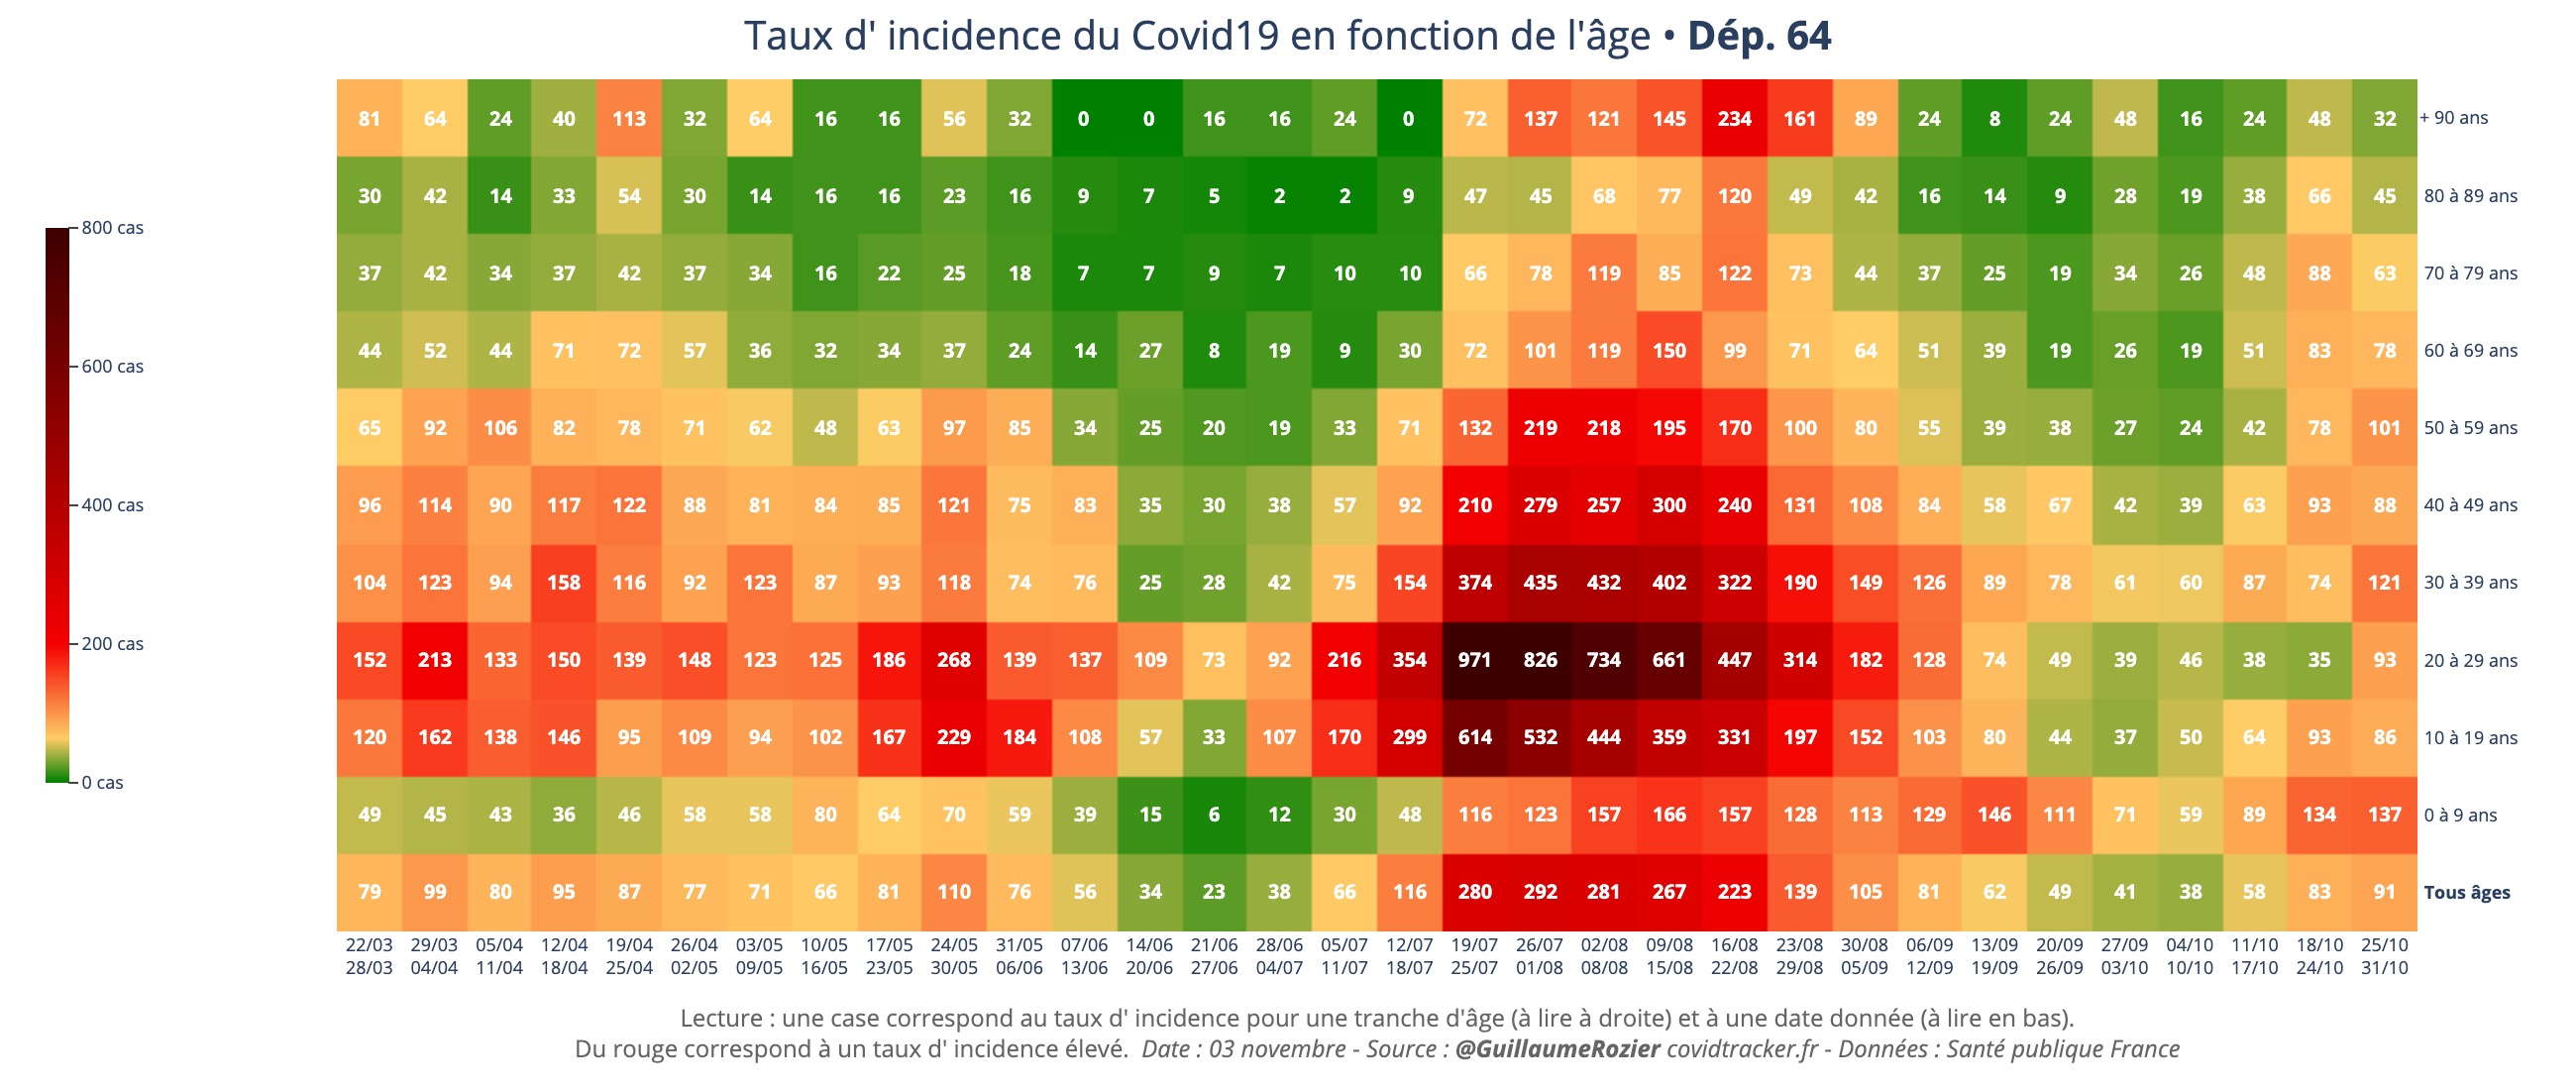 Taux d' incidence du Covid19 en fonction de l'âge • Dép. 64
81 64 24 40 113 32 64 16 16 56 32 0 0 16 16 24 0 72 137 121 145 234 161 89 24 8 24 48 16 24 48 32 + 90 ans
30 42 14 33 54 30 14 16 16 23 16 9 7 5 2 2 9 47 45 68 77 120 49 42 16 14 9 28 19 38 66 45 80 à 89 ans
800 cas
37 42 34 37 42 37 34 16 22 25 18 7 7 9 7 10 10 66 78 119 85 122 73 44 37 25 19 34 26 48 88 63 70 à 79 ans
44 52 44 71 72 57 36 32 34 37 24 14 27 8 19 9 30 72 101 119 150 99 71 64 51 39 19 26 19 51 83 78 60 à 69 ans
600 cas
65 92 106 82 78 71 62 48 63 97 85 34 25 20 19 33 71 132 219 218 195 170 100 80 55 39 38 27 24 42 78 101 50 à 59 ans
400 cas
96 114 90 117 122 88 81 84 85 121 75 83 35 30 38 57 92 210 279 257 300 240 131 108 84 58 67 42 39 63 93 88 40 à 49 ans
104 123 94 158 116 92 123 87 93 118 74 76 25 28 42 75 154 374 435 432 402 322 190 149 126 89 78 61 60 87 74 121 30 à 39 ans
200 cas
152 213 133 150 139 148 123 125 186 268 139 137 109 73 92 216 354 971 826 734 661 447 314 182 128 74 49 39 46 38 35 93 20 à 29 ans
120 162 138 146 95 109 94 102 167 229 184 108 57 33 107 170 299 614 532 444 359 331 197 152 103 80 44 37 50 64 93 86 10 à 19 ans
0 cas
49 45 43 36 46 58 58 80 64 70 59 39 15 6 12 30 48 116 123 157 166 157 128 113 129 146 111 71 59 89 134 137 0 à 9 ans
79 99 80 95 87 77 71 66 81 110 76 56 34 23 38 66 116 280 292 281 267 223 139 105 81 62 49 41 38 58 83 91 Tous âges
22/03 29/03 05/04 12/04 19/04 26/04 03/05 10/05 17/05 24/05 31/05 07/06 14/06 21/06 28/06 05/07 12/07 19/07 26/07 02/08 09/08 16/08 23/08 30/08 06/09 13/09 20/09 27/09 04/10 11/10 18/10 25/10
28/03 04/04 11/04 18/04 25/04 02/05 09/05 16/05 23/05 30/05 06/06 13/06 20/06 27/06 04/07 11/07 18/07 25/07 01/08 08/08 15/08 22/08 29/08 05/09 12/09 19/09 26/09 03/10 10/10 17/10 24/10 31/10
Lecture : une case correspond au taux d' incidence pour une tranche d'âge (à lire à droite) et à une date donnée (à lire en bas).
Du rouge correspond à un taux d' incidence élevé. Date : 03 novembre - Source : @GuillaumeRozier covidtracker.fr - Données : Santé publique France